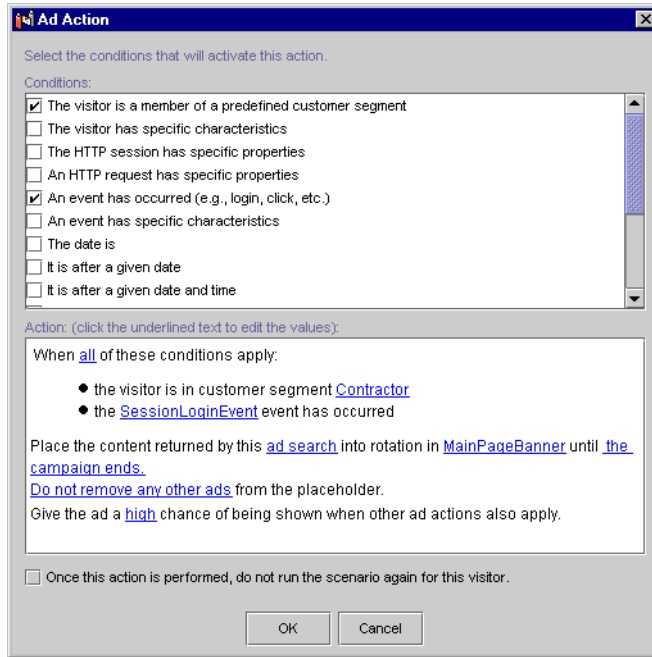 Ad Action
Select the conditions that will activate this action.
Conditions:
The visitor is a member of a predefined customer segment
The visitor has specific characteristics
The HTTP session has specific properties
An HTTP request has specific properties
An event has occurred (e.g., login, click, etc.)
An event has specific characteristics
The date is
It is after a given date
It is after a given date and time
Action: (click the underlined text to edit the values):
When all of these conditions apply:
● the visitor is in customer segment Contractor
● the SessionLoginEvent event has occurred
Place the content returned by this ad search into rotation in MainPageBanner until the
campaign ends.
Do not remove any other ads from the placeholder.
Give the ad a high chance of being shown when other ad actions also apply.
Once this action is performed, do not run the scenario again for this visitor.
OK Cancel